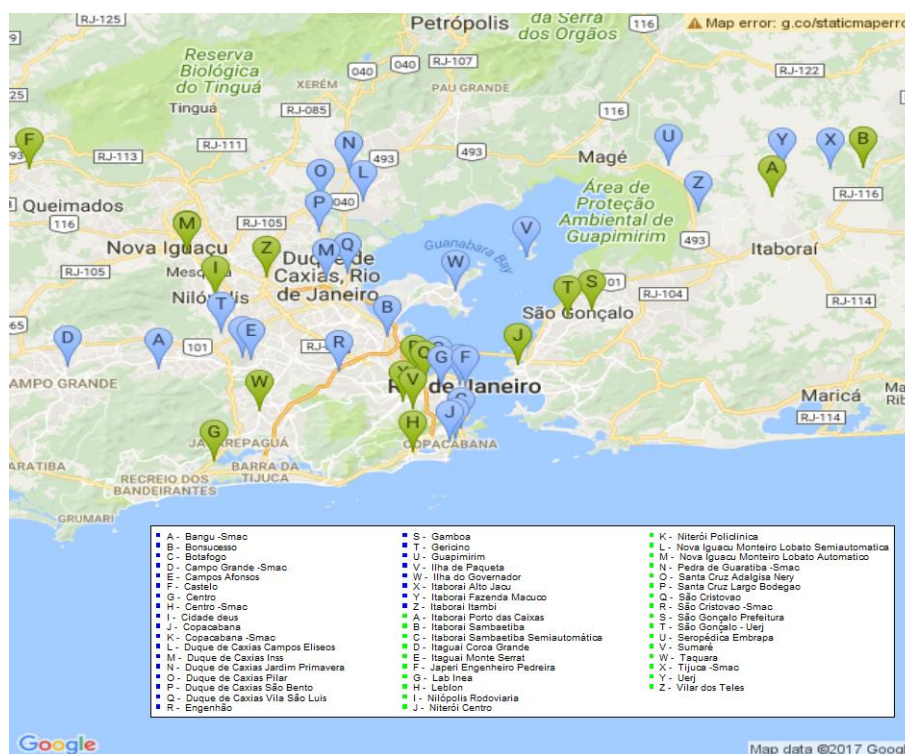 RJ-125
Petrópolis
da Serra
dos Orgãos
⚠ Map error: g.co/staticmaperro
Reserva
Biológica
do Tinguá
XERÉM
040
RJ-107
PAU GRANDE
RJ-122
Tinguá
RJ-085
116
116
F
493
RJ-113
RJ-111
N
040
493
493
Magé
U
Y
X
B
O
L
A
Queimados
P
040
Z
RJ-116
116
M
RJ-105
Área de
Proteção
Ambiental de
Guapimirim
493
Nova Iguaçu
Z
M
Q
Guanabara
Bay
V
Itaboraí
RJ-105
Mesquita
I
Duque de
Caxias, Rio
de Janeiro
W
T
S
101
RJ-104
Nilópolis
T
B
São Gonçalo
RJ-114
D
A
101
E
R
J
G
F
CAMPO GRANDE
W
X
V
Rio de Janeiro
Maricá
G
H
J
RJ-114
JACAREPAGUÁ
COPACABANA
ARATIBA
RECREIO DOS
BANDEIRANTES
BARRA DA
TIJUCA
GRUMARI
A - Bangu -Smac
B - Bonsucesso
C - Botafogo
D - Campo Grande -Smac
E - Campos Afonsos
F - Castelo
G - Centro
H - Centro -Smac
I - Cidade deus
J - Copacabana
K - Copacabana -Smac
L - Duque de Caxias Campos Eliseos
M - Duque de Caxias Inss
N - Duque de Caxias Jardim Primavera
O - Duque de Caxias Pilar
P - Duque de Caxias São Bento
Q - Duque de Caxias Vila São Luis
R - Engenhão
S - Gamboa
T - Gericino
U - Guapimirim
V - Ilha de Paqueta
W - Ilha do Governador
X - Itaborai Alto Jacu
Y - Itaborai Fazenda Macuco
Z - Itaborai Itambi
A - Itaborai Porto das Caixas
B - Itaborai Sambaetiba
C - Itaborai Sambaetiba Semiautomática
D - Itaguai Coroa Grande
E - Itaguai Monte Serrat
F - Japeri Engenheiro Pedreira
G - Lab Inea
H - Leblon
I - Nilópolis Rodoviaria
J - Niterói Centro
K - Niterói Policlinica
L - Nova Iguacu Monteiro Lobato Semiautomatica
M - Nova Iguacu Monteiro Lobato Automatico
N - Pedra de Guaratiba -Smac
O - Santa Cruz Adalgisa Nery
P - Santa Cruz Largo Bodegao
Q - São Cristovao
R - São Cristovao -Smac
S - São Gonçalo Prefeitura
T - São Gonçalo - Uerj
U - Seropédica Embrapa
V - Sumaré
W - Taquara
X - Tijuca -Smac
Y - Uerj
Z - Vilar dos Teles
Google
Map data ©2017 Googl